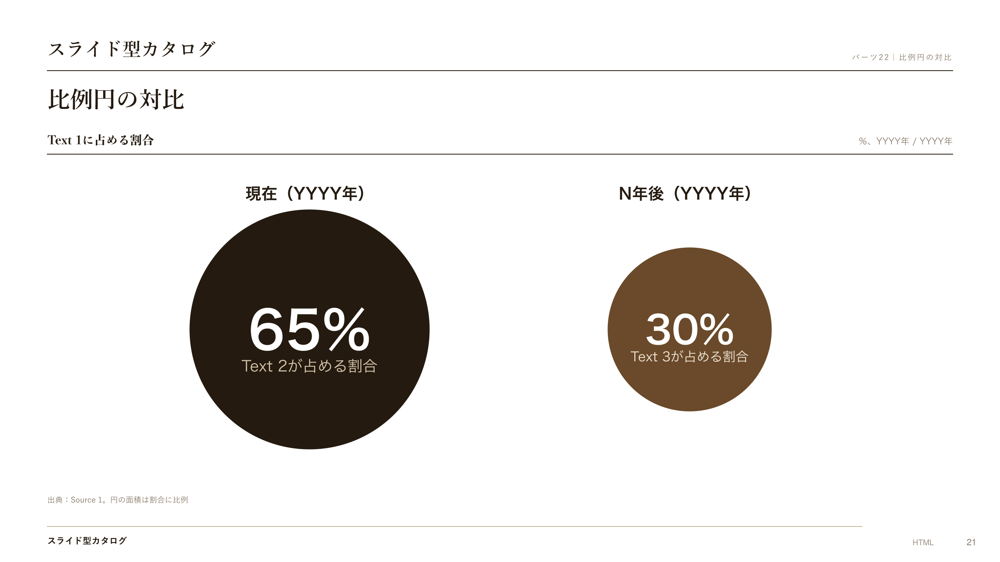 スライド型カタログ
パーツ22｜比例円の対比
比例円の対比
Text 1に占める割合
%、YYYY年 / YYYY年
現在（YYYY年）
N年後（YYYY年）
65%
Text 2が占める割合
30%
Text 3が占める割合
出典：Source 1。円の面積は割合に比例
スライド型カタログ
HTML
21